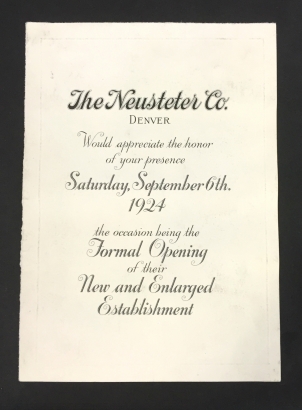 The Neusteter Co.
DENVER
Would appreciate the honor
of your presence
Saturday, September 6th.
1924
the occasion being the
Formal Opening
of their
New and Enlarged
Establishment